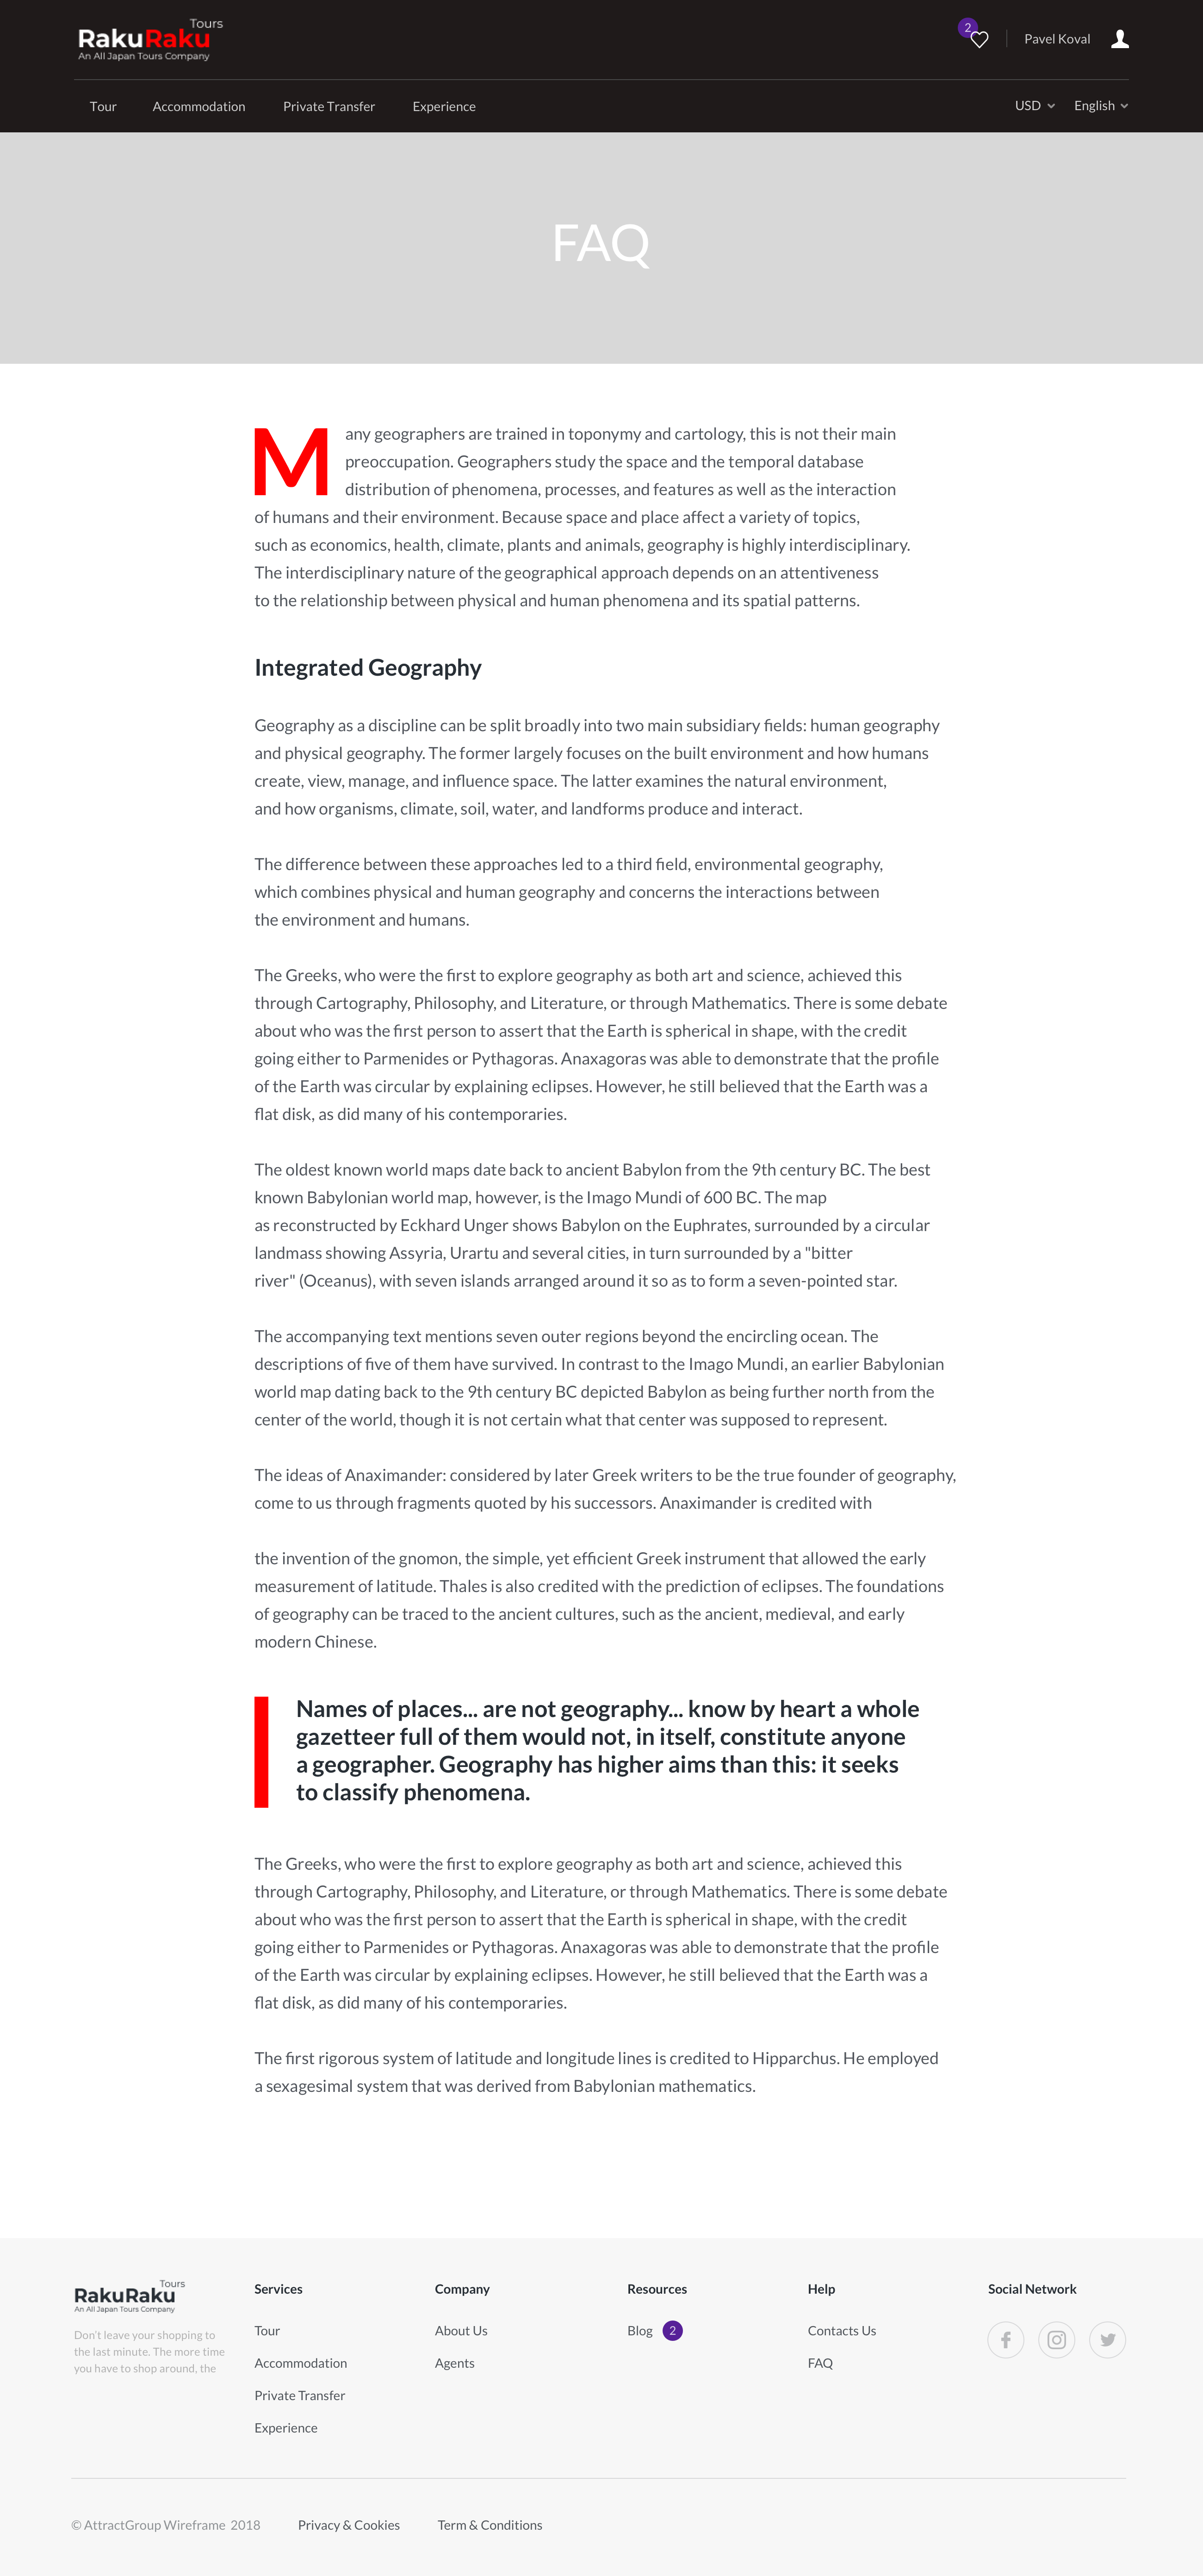 Tours
RakuRaku
An All Japan Tours Company
2
Pavel Koval
Tour Accommodation Private Transfer Experience USD English
FAQ
Many geographers are trained in toponymy and cartology, this is not their main
preoccupation. Geographers study the space and the temporal database
distribution of phenomena, processes, and features as well as the interaction
of humans and their environment. Because space and place affect a variety of topics,
such as economics, health, climate, plants and animals, geography is highly interdisciplinary.
The interdisciplinary nature of the geographical approach depends on an attentiveness
to the relationship between physical and human phenomena and its spatial patterns.
Integrated Geography
Geography as a discipline can be split broadly into two main subsidiary fields: human geography
and physical geography. The former largely focuses on the built environment and how humans
create, view, manage, and influence space. The latter examines the natural environment,
and how organisms, climate, soil, water, and landforms produce and interact.
The difference between these approaches led to a third field, environmental geography,
which combines physical and human geography and concerns the interactions between
the environment and humans.
The Greeks, who were the first to explore geography as both art and science, achieved this
through Cartography, Philosophy, and Literature, or through Mathematics. There is some debate
about who was the first person to assert that the Earth is spherical in shape, with the credit
going either to Parmenides or Pythagoras. Anaxagoras was able to demonstrate that the profile
of the Earth was circular by explaining eclipses. However, he still believed that the Earth was a
flat disk, as did many of his contemporaries.
The oldest known world maps date back to ancient Babylon from the 9th century BC. The best
known Babylonian world map, however, is the Imago Mundi of 600 BC. The map
as reconstructed by Eckhard Unger shows Babylon on the Euphrates, surrounded by a circular
landmass showing Assyria, Urartu and several cities, in turn surrounded by a "bitter
river" (Oceanus), with seven islands arranged around it so as to form a seven-pointed star.
The accompanying text mentions seven outer regions beyond the encircling ocean. The
descriptions of five of them have survived. In contrast to the Imago Mundi, an earlier Babylonian
world map dating back to the 9th century BC depicted Babylon as being further north from the
center of the world, though it is not certain what that center was supposed to represent.
The ideas of Anaximander: considered by later Greek writers to be the true founder of geography,
come to us through fragments quoted by his successors. Anaximander is credited with
the invention of the gnomon, the simple, yet efficient Greek instrument that allowed the early
measurement of latitude. Thales is also credited with the prediction of eclipses. The foundations
of geography can be traced to the ancient cultures, such as the ancient, medieval, and early
modern Chinese.
Names of places... are not geography... know by heart a whole
gazetteer full of them would not, in itself, constitute anyone
a geographer. Geography has higher aims than this: it seeks
to classify phenomena.
The Greeks, who were the first to explore geography as both art and science, achieved this
through Cartography, Philosophy, and Literature, or through Mathematics. There is some debate
about who was the first person to assert that the Earth is spherical in shape, with the credit
going either to Parmenides or Pythagoras. Anaxagoras was able to demonstrate that the profile
of the Earth was circular by explaining eclipses. However, he still believed that the Earth was a
flat disk, as did many of his contemporaries.
The first rigorous system of latitude and longitude lines is credited to Hipparchus. He employed
a sexagesimal system that was derived from Babylonian mathematics.
Tours
RakuRaku
An All Japan Tours Company
Don't leave your shopping to
the last minute. The more time
you have to shop around, the
Services
Tour
Accommodation
Private Transfer
Experience
Company
About Us
Agents
Resources
Blog 2
Help
Contacts Us
FAQ
Social Network
© AttractGroup Wireframe 2018 Privacy & Cookies Term & Conditions